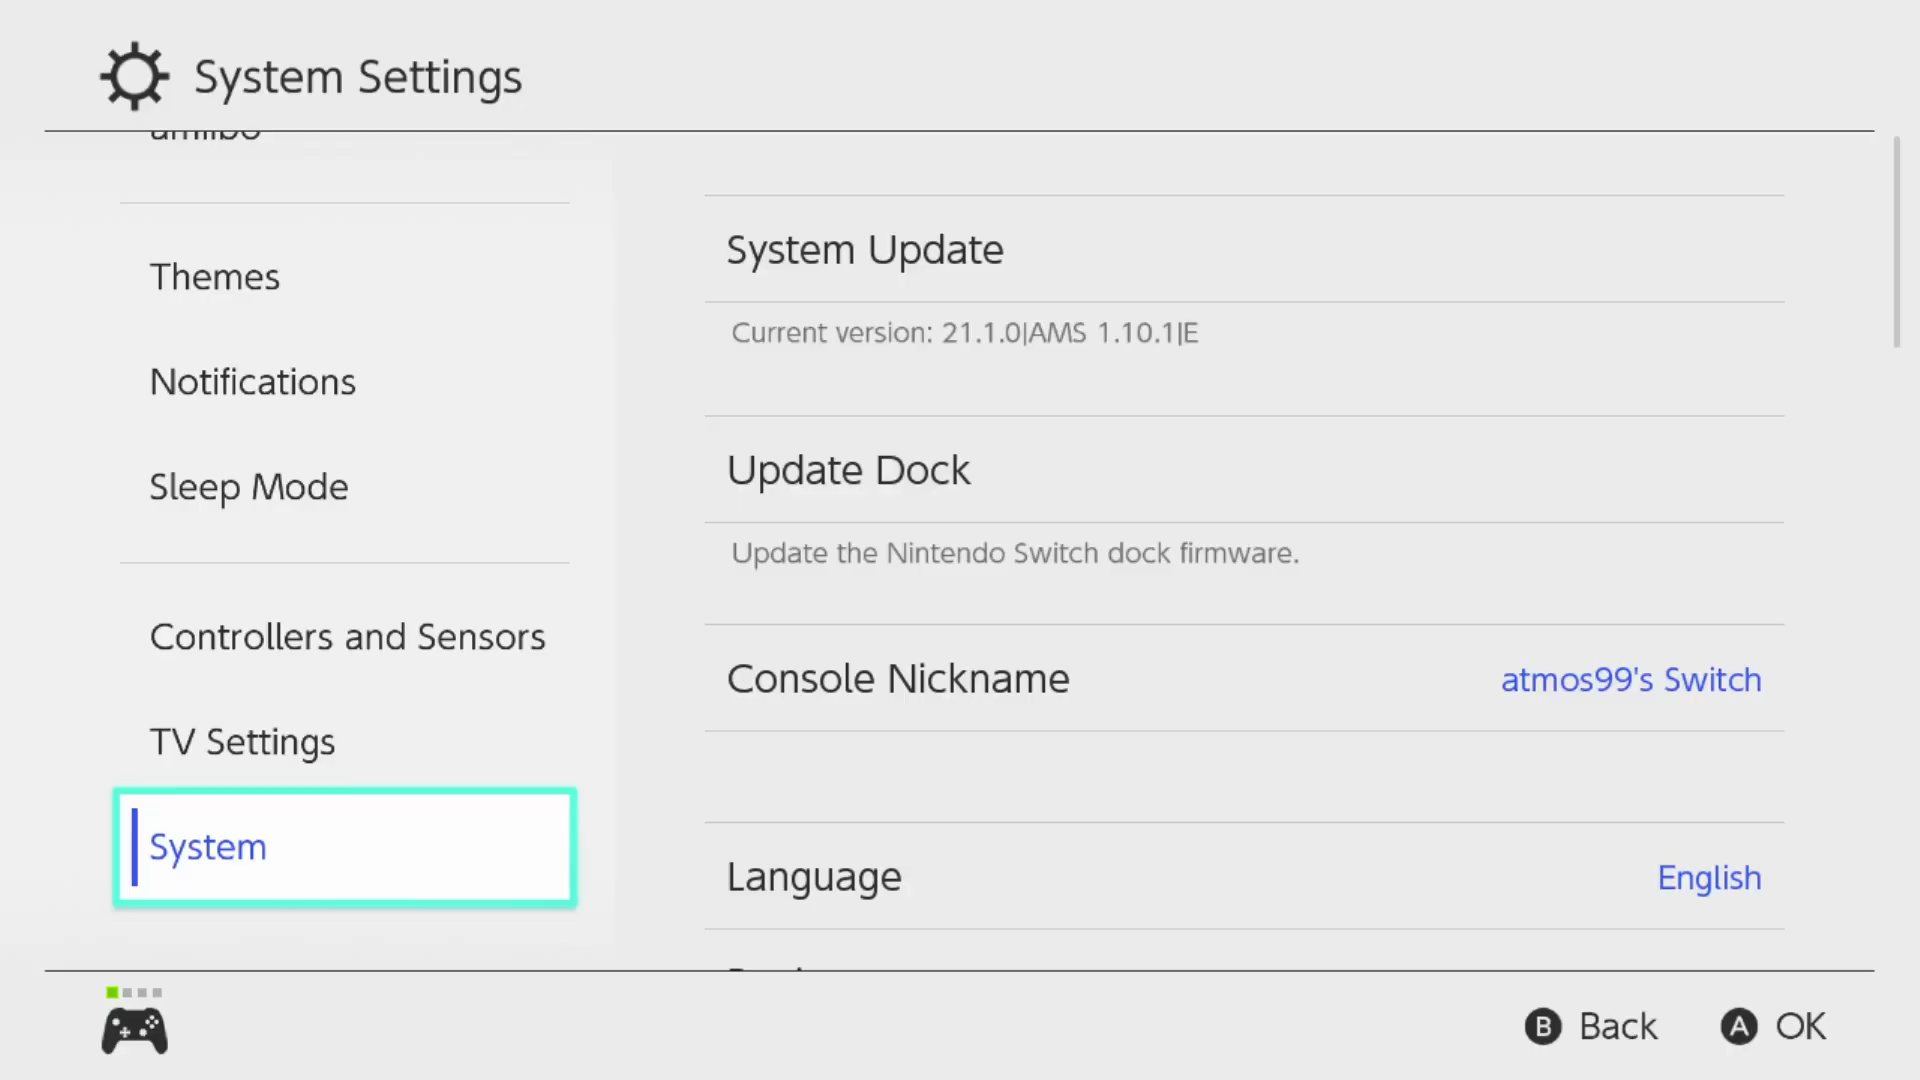 System Settings
amiibo
Themes
Notifications
Sleep Mode
Controllers and Sensors
TV Settings
System
System Update
Current version: 21.1.0|AMS 1.10.1|E
Update Dock
Update the Nintendo Switch dock firmware.
Console Nickname atmos99's Switch
Language English
B Back A OK